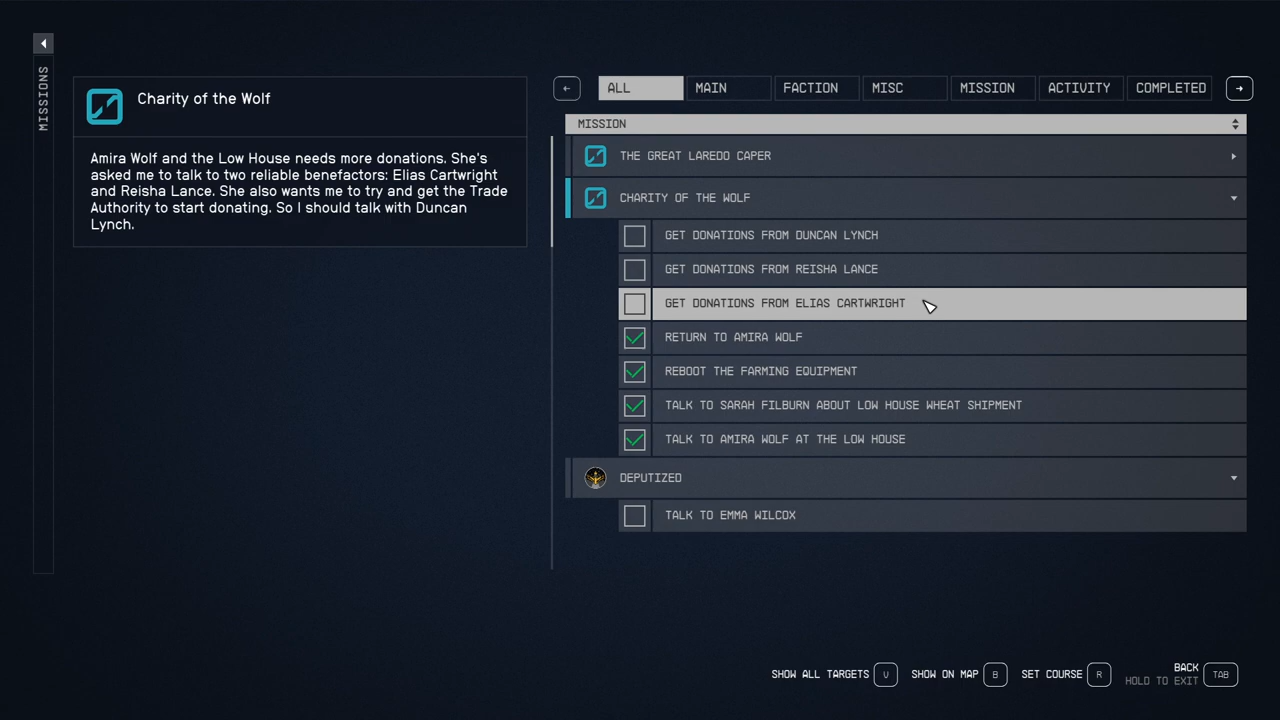 MISSIONS
Charity of the Wolf
Amira Wolf and the Low House needs more donations. She's
asked me to talk to two reliable benefactors: Elias Cartwright
and Reisha Lance. She also wants me to try and get the Trade
Authority to start donating. So I should talk with Duncan
Lynch.
ALL MAIN FACTION MISC MISSION ACTIVITY COMPLETED
MISSION
THE GREAT LAREDO CAPER
CHARITY OF THE WOLF
GET DONATIONS FROM DUNCAN LYNCH
GET DONATIONS FROM REISHA LANCE
GET DONATIONS FROM ELIAS CARTWRIGHT
RETURN TO AMIRA WOLF
REBOOT THE FARMING EQUIPMENT
TALK TO SARAH FILBURN ABOUT LOW HOUSE WHEAT SHIPMENT
TALK TO AMIRA WOLF AT THE LOW HOUSE
DEPUTIZED
TALK TO EMMA WILCOX
SHOW ALL TARGETS V SHOW ON MAP B SET COURSE R BACK TAB
HOLD TO EXIT